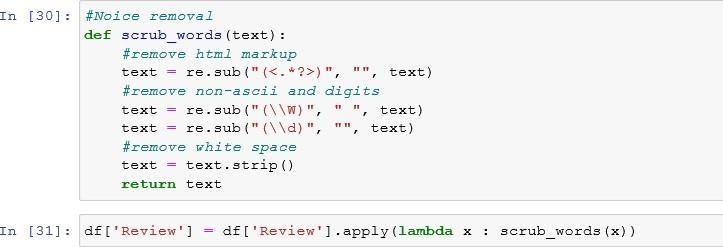 In [30]: #Noice removal
def scrub_words(text):
#remove html markup
text = re.sub("(<.*?>)", "", text)
#remove non-ascii and digits
text = re.sub("(\\W)", " ", text)
text = re.sub("(\\d)", "", text)
#remove white space
text = text.strip()
return text
In [31]: df['Review'] = df['Review'].apply(lambda x : scrub_words(x))